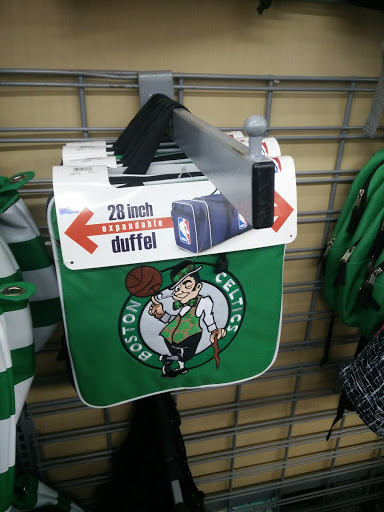 28 inch
expandable
duffel
BOSTON
CELTICS